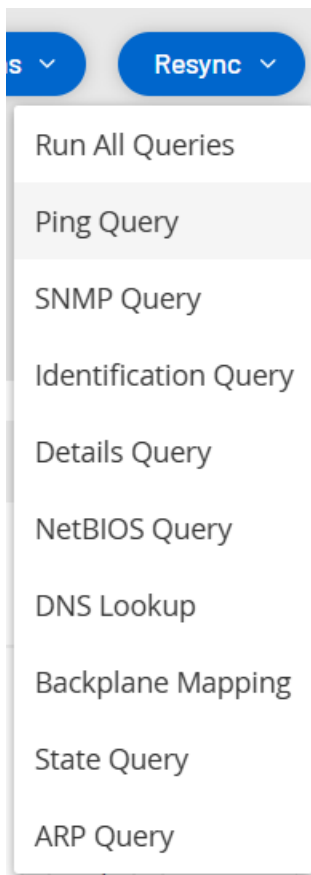 s
Resync
Run All Queries
Ping Query
SNMP Query
Identification Query
Details Query
NetBIOS Query
DNS Lookup
Backplane Mapping
State Query
ARP Query